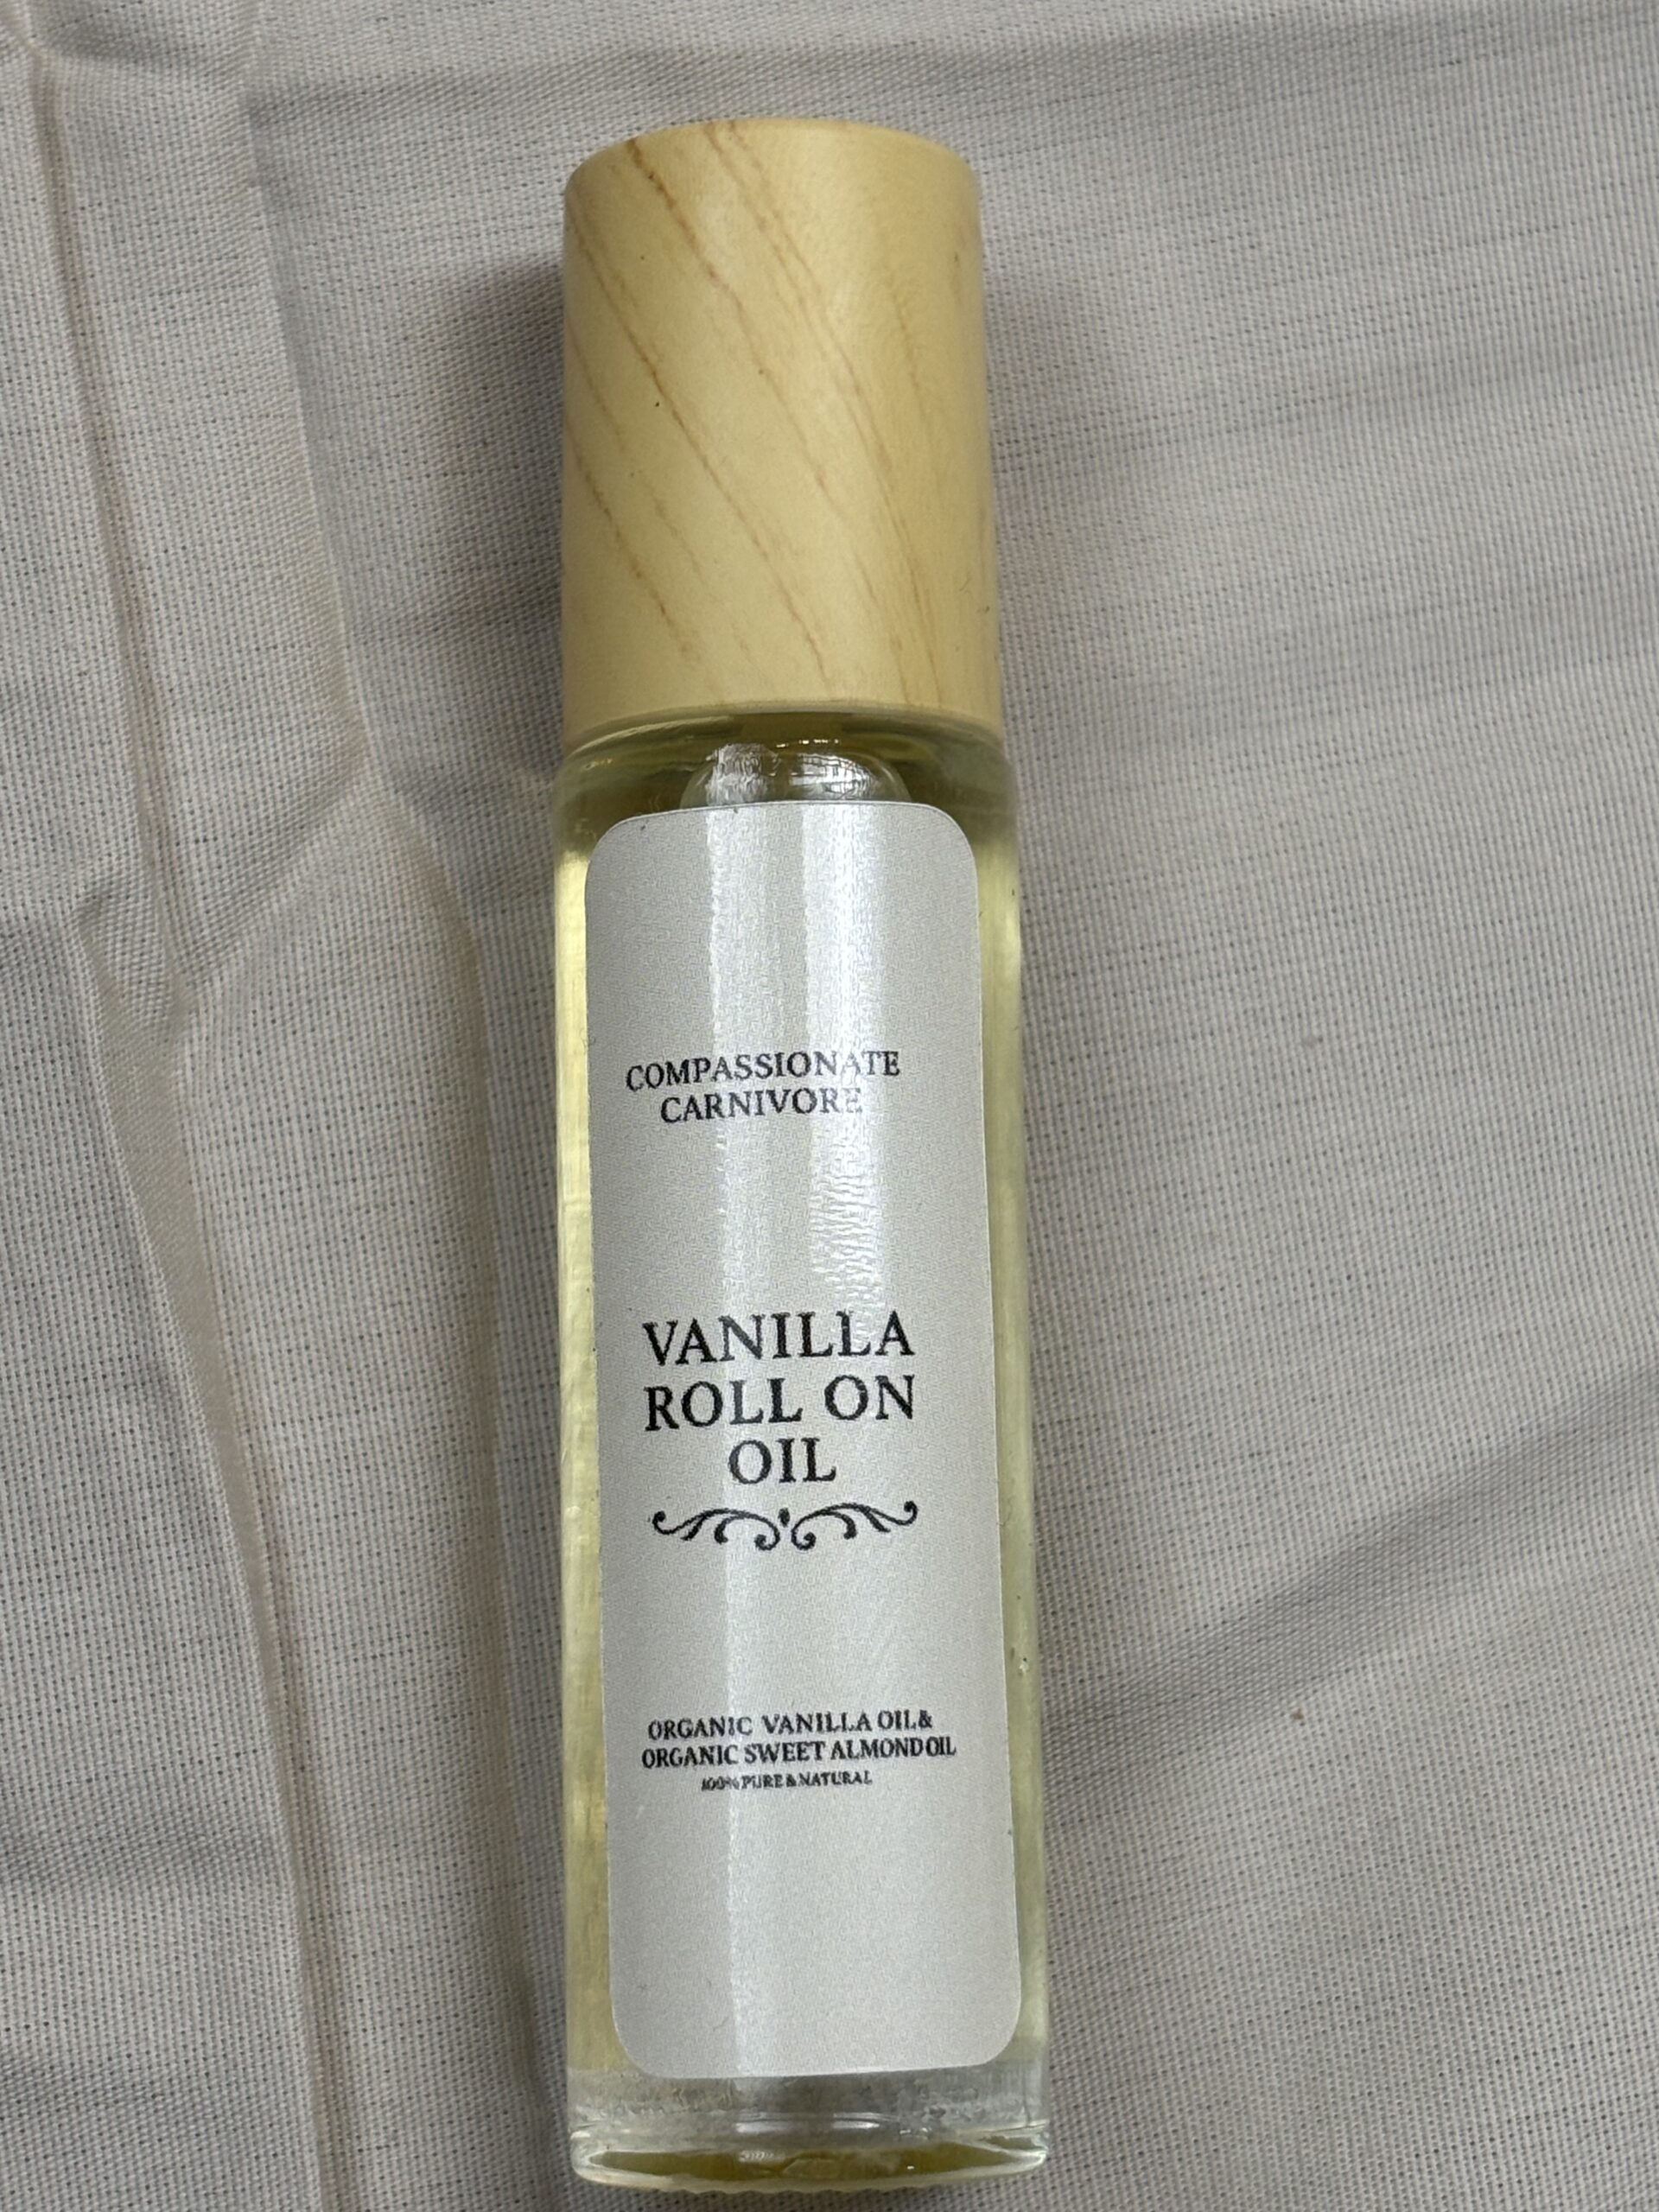 COMPASSIONATE
CARNIVORE
VANILLA
ROLL ON
OIL
ORGANIC VANILLA OIL&
ORGANIC SWEET ALMOND OIL
100% PURE & NATURAL